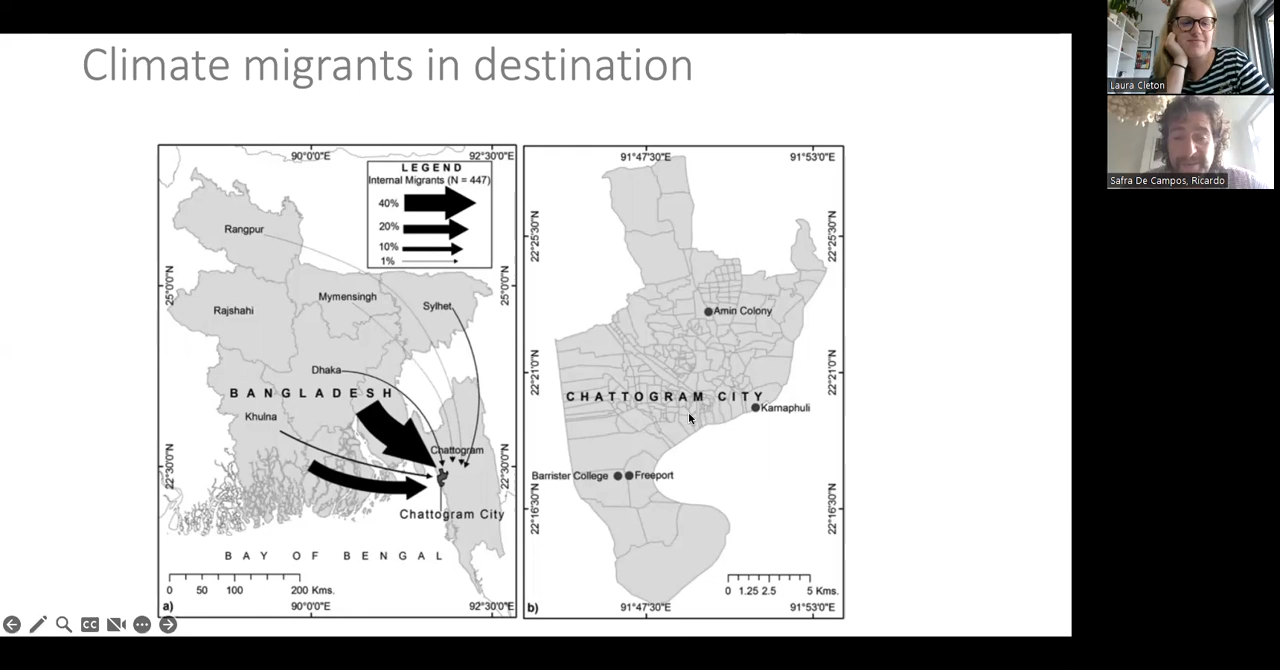 Climate migrants in destination
90°0'0"E
92°30'0"E
LEGEND
Internal Migrants (N = 447)
40%
20%
10%
1%
Rangpur
25°0'0"N
25°0'0"N
Mymensingh
Sylhet
Rajshahi
Dhaka
BANGLADESH
Khulna
Chattogram
22°30'0"N
22°30'0"N
Chattogram City
BAY OF BENGAL
0 50 100 200 Kms.
a)
90°0'0"E
92°30'0"E
91°47'30"E
91°53'0"E
22°25'30"N
22°25'30"N
Amin Colony
22°21'0"N
22°21'0"N
CHATTOGRAM CITY
Karnaphuli
Barrister College
Freeport
22°16'30"N
22°16'30"N
0 1.25 2.5 5 Kms.
b)
91°47'30"E
91°53'0"E
CC
Laura Cleton
Safra De Campos, Ricardo